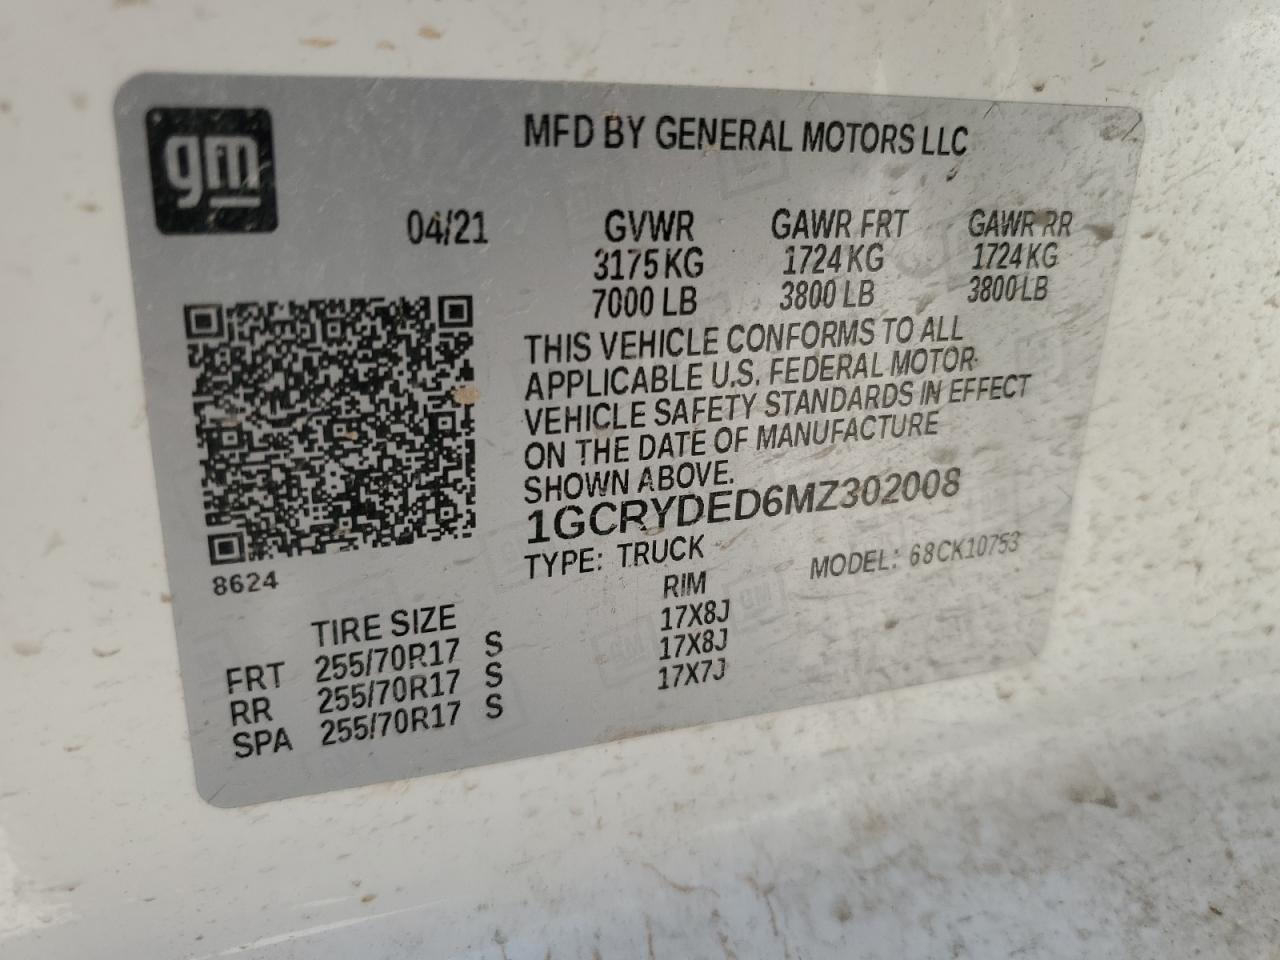 gm
MFD BY GENERAL MOTORS LLC
04/21 GVWR GAWR FRT GAWR RR
3175 KG 1724 KG 1724 KG
7000 LB 3800 LB 3800 LB
THIS VEHICLE CONFORMS TO ALL
APPLICABLE U.S. FEDERAL MOTOR
VEHICLE SAFETY STANDARDS IN EFFECT
ON THE DATE OF MANUFACTURE
SHOWN ABOVE.
1GCRYDED6MZ302008
TYPE: TRUCK MODEL: 68CK10753
8624
TIRE SIZE RIM
FRT 255/70R17 S 17X8J
RR 255/70R17 S 17X8J
SPA 255/70R17 S 17X7J